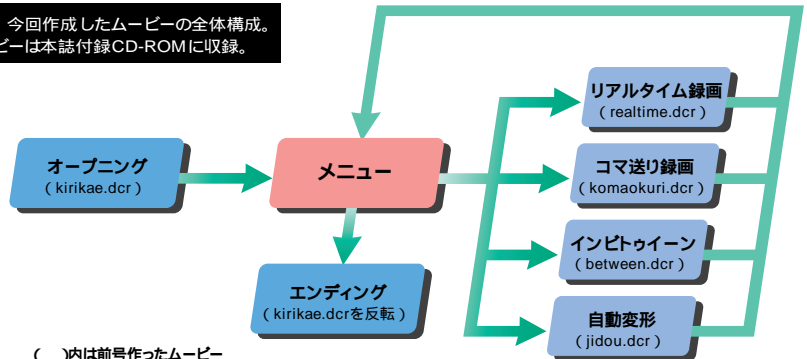 今回作成したムービーの全体構成。
ビーは本誌付録CD-ROMに収録。
オープニング
( kirikae.dcr )
メニュー
エンディング
( kirikae.dcrを反転 )
リアルタイム録画
( realtime.dcr )
コマ送り録画
( komaokuri.dcr )
インビトゥイーン
( between.dcr )
自動変形
( jidou.dcr )
(　)内は前号作ったムービー